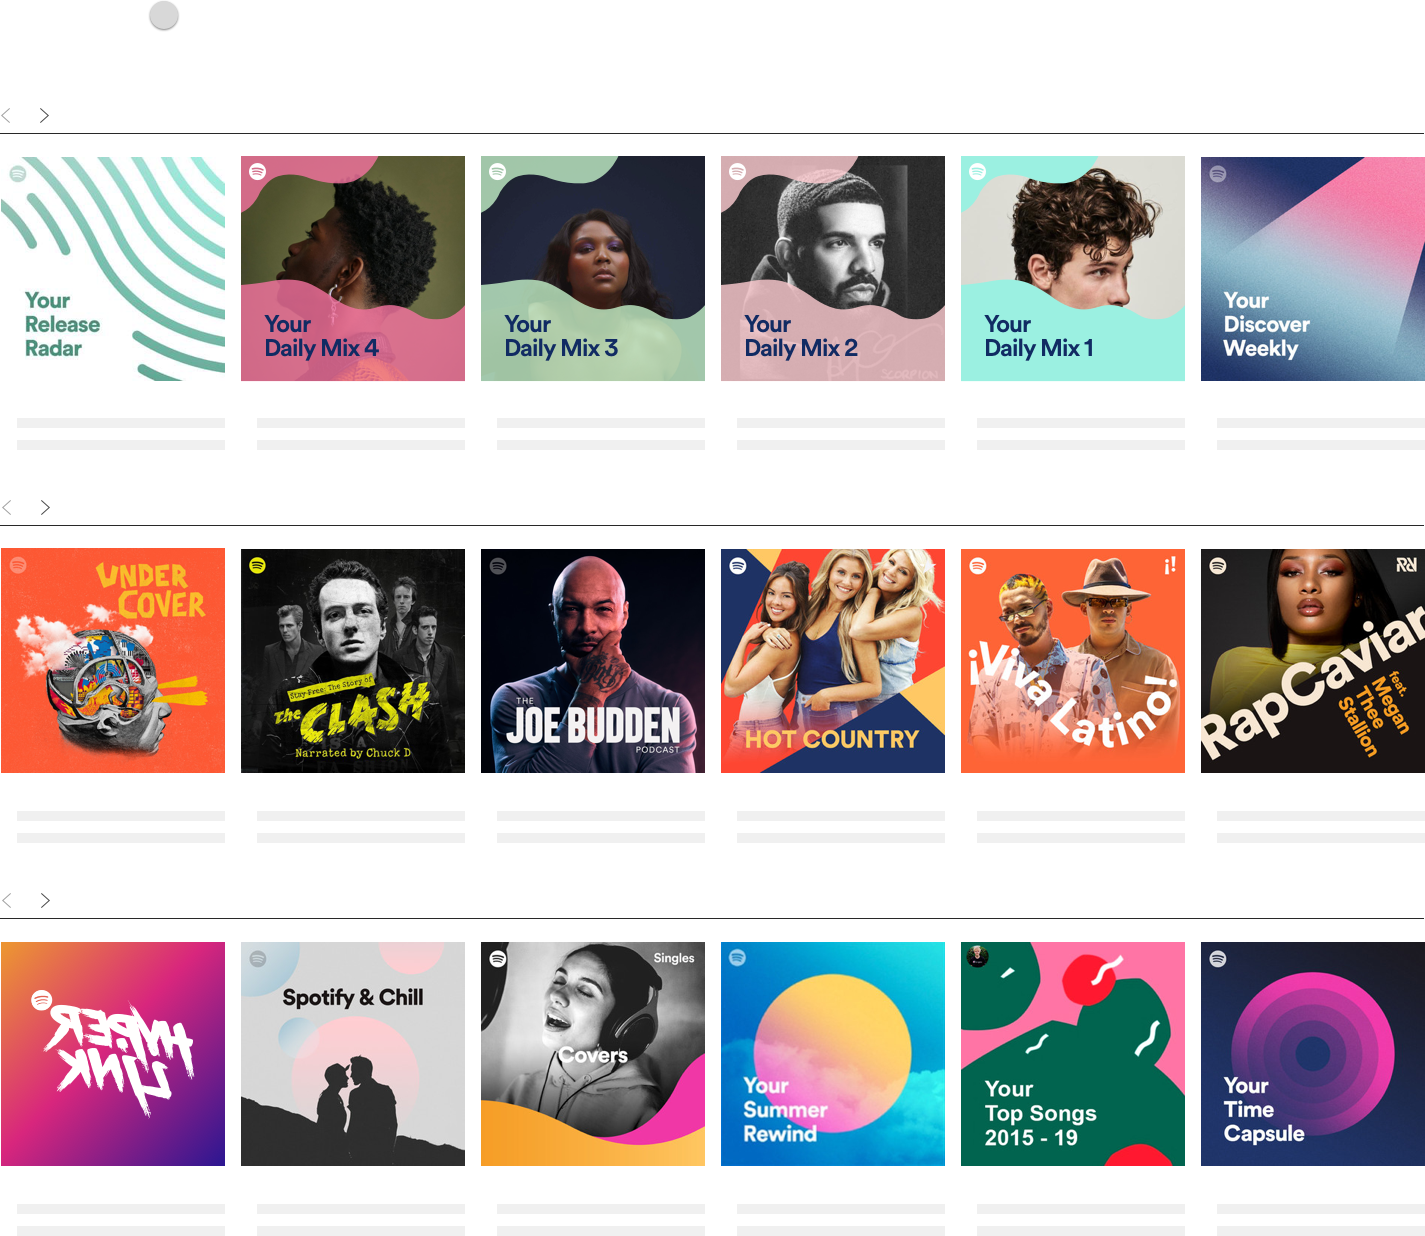 Your
Release
Radar
Your
Daily Mix 4
Your
Daily Mix 3
Your
Daily Mix 2
SCORPION
Your
Daily Mix 1
Your
Discover
Weekly
UNDER
COVER
Stay Free: The Story of
The CLASH
Narrated by Chuck D
THE
JOE BUDDEN
PODCAST
HOT COUNTRY
¡!
¡Viva Latino!
RapCaviar
feat.
Megan
Thee
Stallion
HYPER
LINK
Spotify & Chill
Singles
Covers
Your
Summer
Rewind
Your
Top Songs
2015 - 19
Your
Time
Capsule